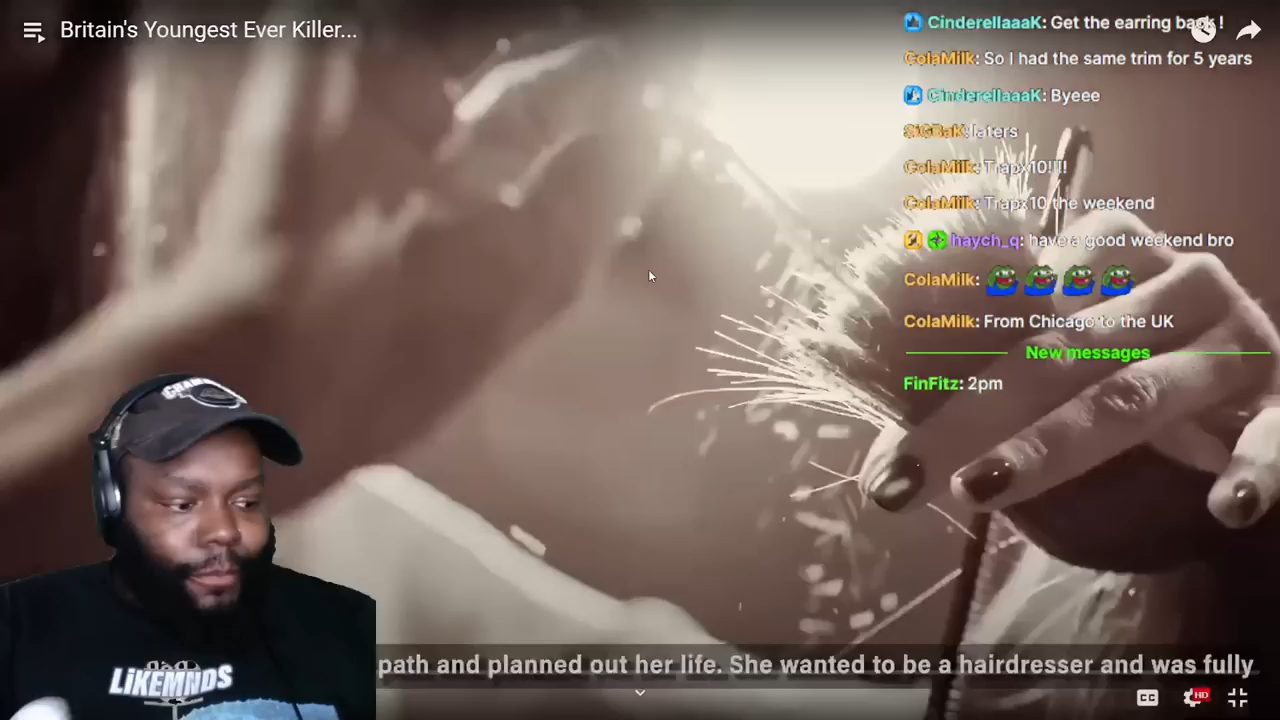 Britain's Youngest Ever Killer...
CinderellaaaK: Get the earring back !
ColaMilk: So I had the same trim for 5 years
CinderellaaaK: Byeee
laters
ColaMilk: Trapx10!!!!
ColaMilk: Trapx10 the weekend
haych_q: have a good weekend bro
ColaMilk:
ColaMilk: From Chicago to the UK
New messages
FinFitz: 2pm
LiKEMNDS
path and planned out her life. She wanted to be a hairdresser and was fully
CC
HD